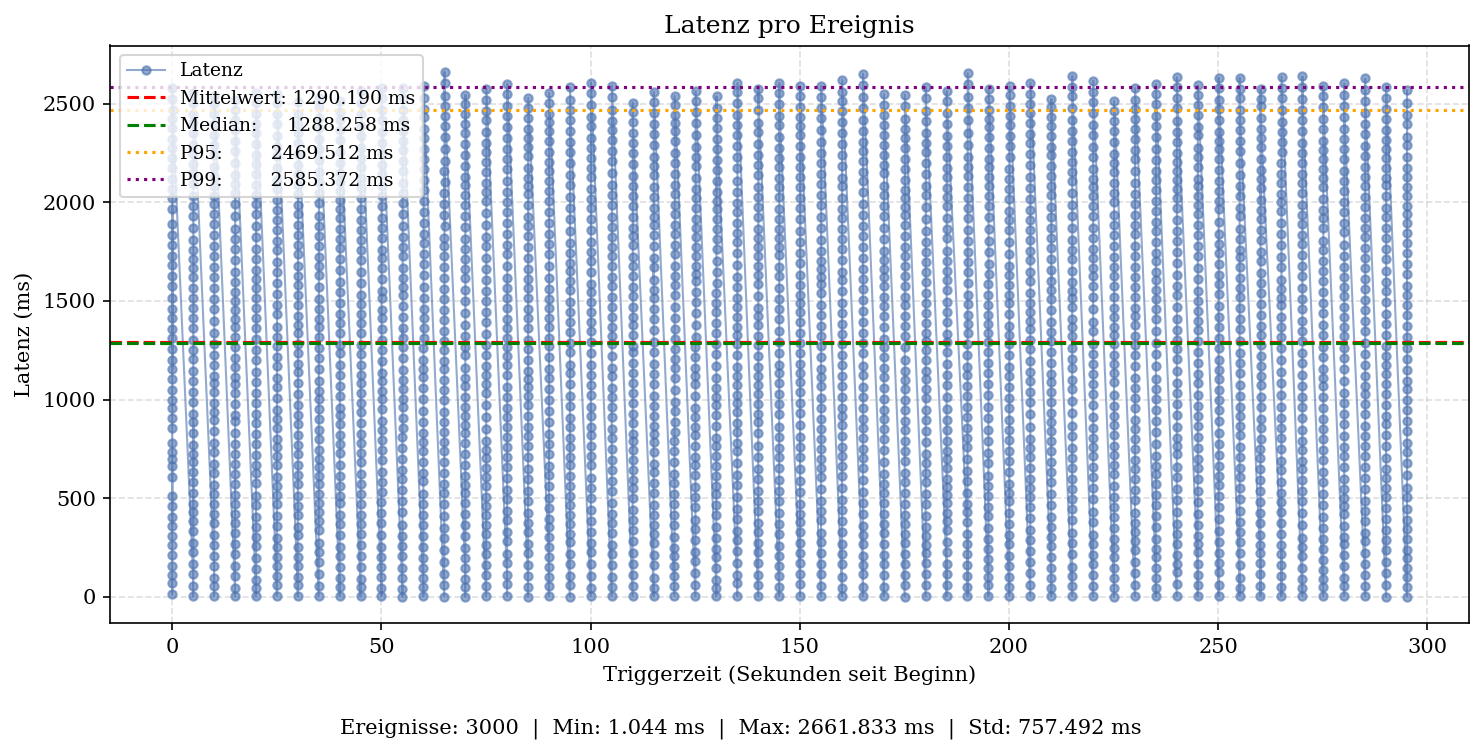 Latenz pro Ereignis
Latenz
Mittelwert: 1290.190 ms
Median: 1288.258 ms
P95: 2469.512 ms
P99: 2585.372 ms
Latenz (ms)
2500
2000
1500
1000
500
0
0 50 100 150 200 250 300
Triggerzeit (Sekunden seit Beginn)
Ereignisse: 3000 | Min: 1.044 ms | Max: 2661.833 ms | Std: 757.492 ms